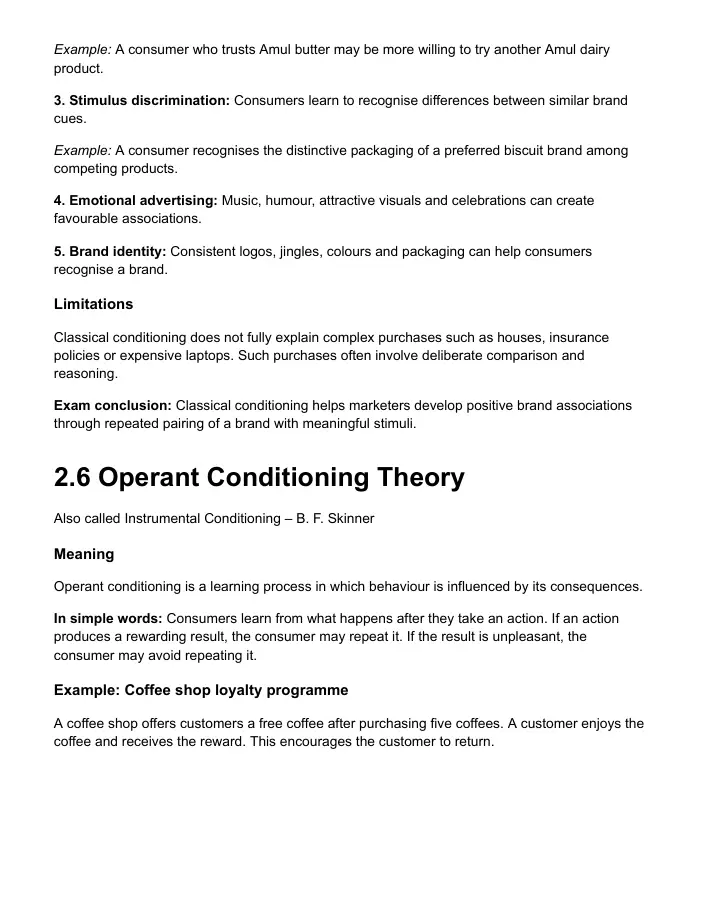 Example: A consumer who trusts Amul butter may be more willing to try another Amul dairy
product.
3. Stimulus discrimination: Consumers learn to recognise differences between similar brand
cues.
Example: A consumer recognises the distinctive packaging of a preferred biscuit brand among
competing products.
4. Emotional advertising: Music, humour, attractive visuals and celebrations can create
favourable associations.
5. Brand identity: Consistent logos, jingles, colours and packaging can help consumers
recognise a brand.
Limitations
Classical conditioning does not fully explain complex purchases such as houses, insurance
policies or expensive laptops. Such purchases often involve deliberate comparison and
reasoning.
Exam conclusion: Classical conditioning helps marketers develop positive brand associations
through repeated pairing of a brand with meaningful stimuli.
2.6 Operant Conditioning Theory
Also called Instrumental Conditioning – B. F. Skinner
Meaning
Operant conditioning is a learning process in which behaviour is influenced by its consequences.
In simple words: Consumers learn from what happens after they take an action. If an action
produces a rewarding result, the consumer may repeat it. If the result is unpleasant, the
consumer may avoid repeating it.
Example: Coffee shop loyalty programme
A coffee shop offers customers a free coffee after purchasing five coffees. A customer enjoys the
coffee and receives the reward. This encourages the customer to return.